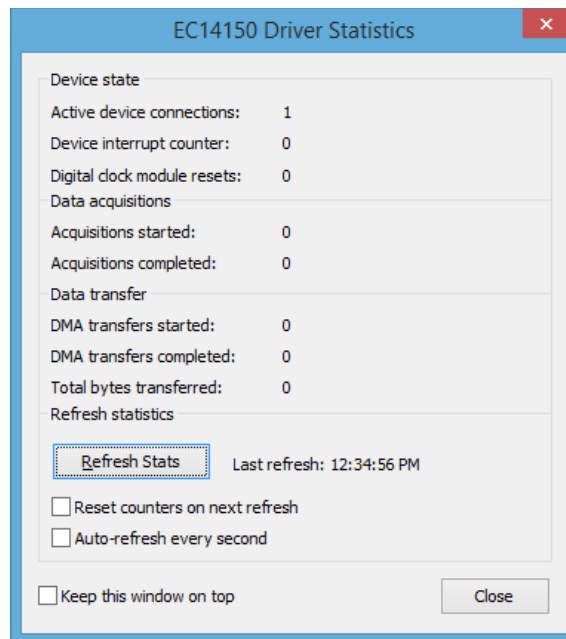 EC14150 Driver Statistics
Device state
Active device connections: 1
Device interrupt counter: 0
Digital clock module resets: 0
Data acquisitions
Acquisitions started: 0
Acquisitions completed: 0
Data transfer
DMA transfers started: 0
DMA transfers completed: 0
Total bytes transferred: 0
Refresh statistics
Refresh Stats Last refresh: 12:34:56 PM
Reset counters on next refresh
Auto-refresh every second
Keep this window on top Close